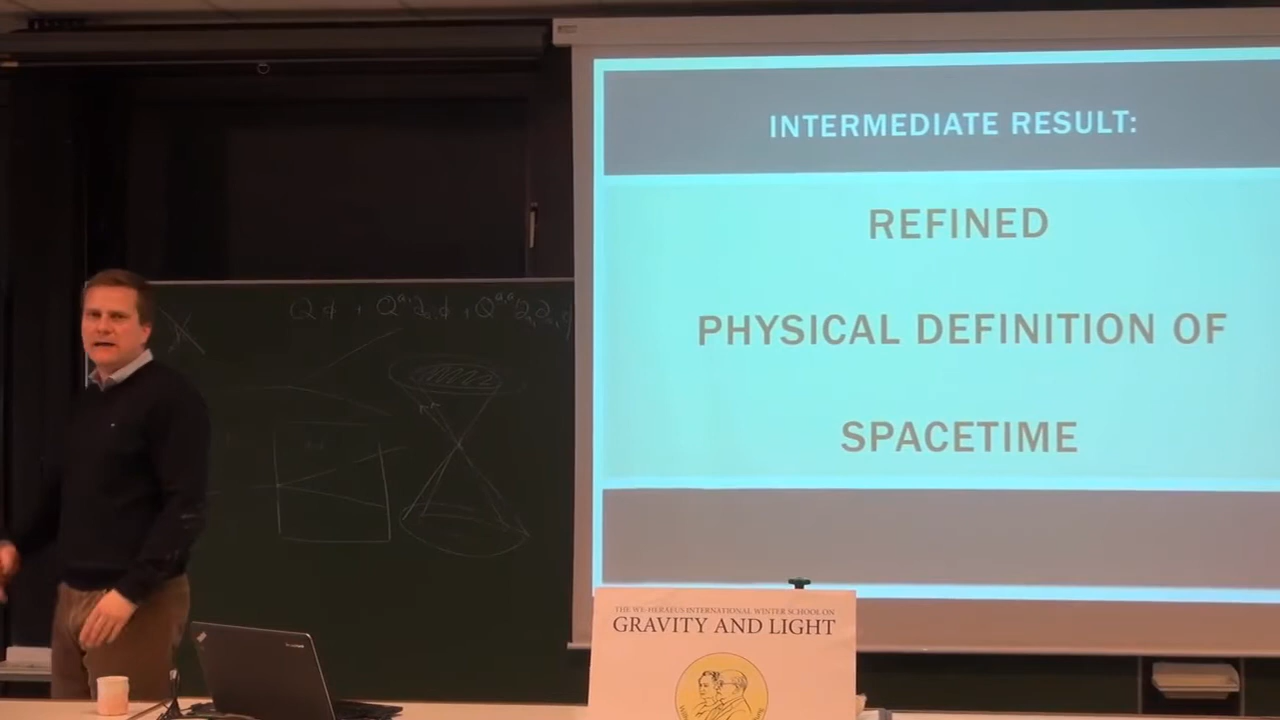 INTERMEDIATE RESULT:
REFINED
PHYSICAL DEFINITION OF
SPACETIME
THE WE-HERAEUS INTERNATIONAL WINTER SCHOOL ON
GRAVITY AND LIGHT